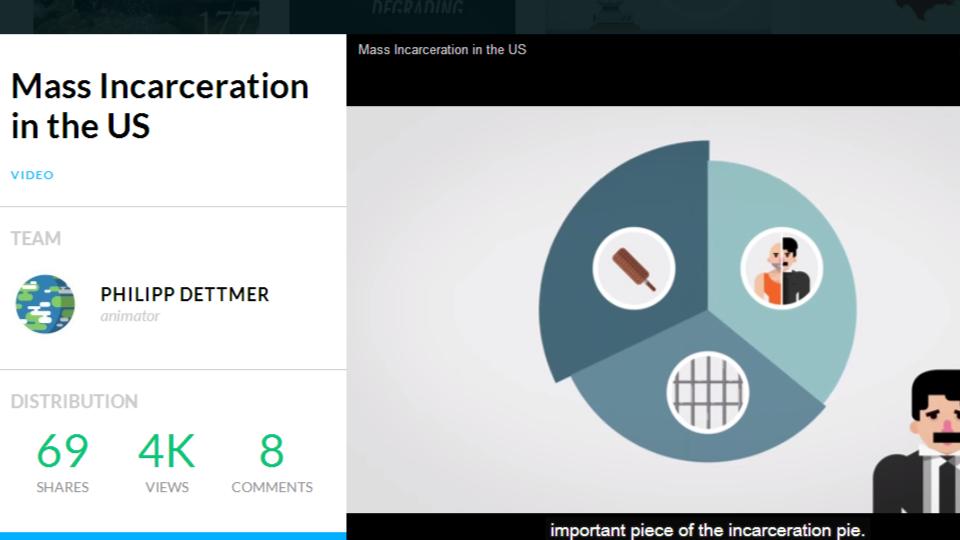 177
DEGRADING
Mass Incarceration
in the US
VIDEO
TEAM
PHILIPP DETTMER
animator
DISTRIBUTION
69 4K 8
SHARES VIEWS COMMENTS
Mass Incarceration in the US
important piece of the incarceration pie.